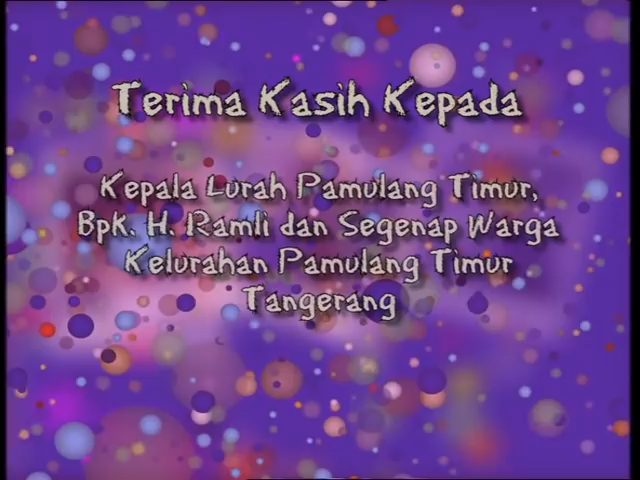 Terima Kasih Kepada
Kepala Lurah Pamulang Timur,
Bpk. H. Ramli dan Segenap Warga
Kelurahan Pamulang Timur
Tangerang